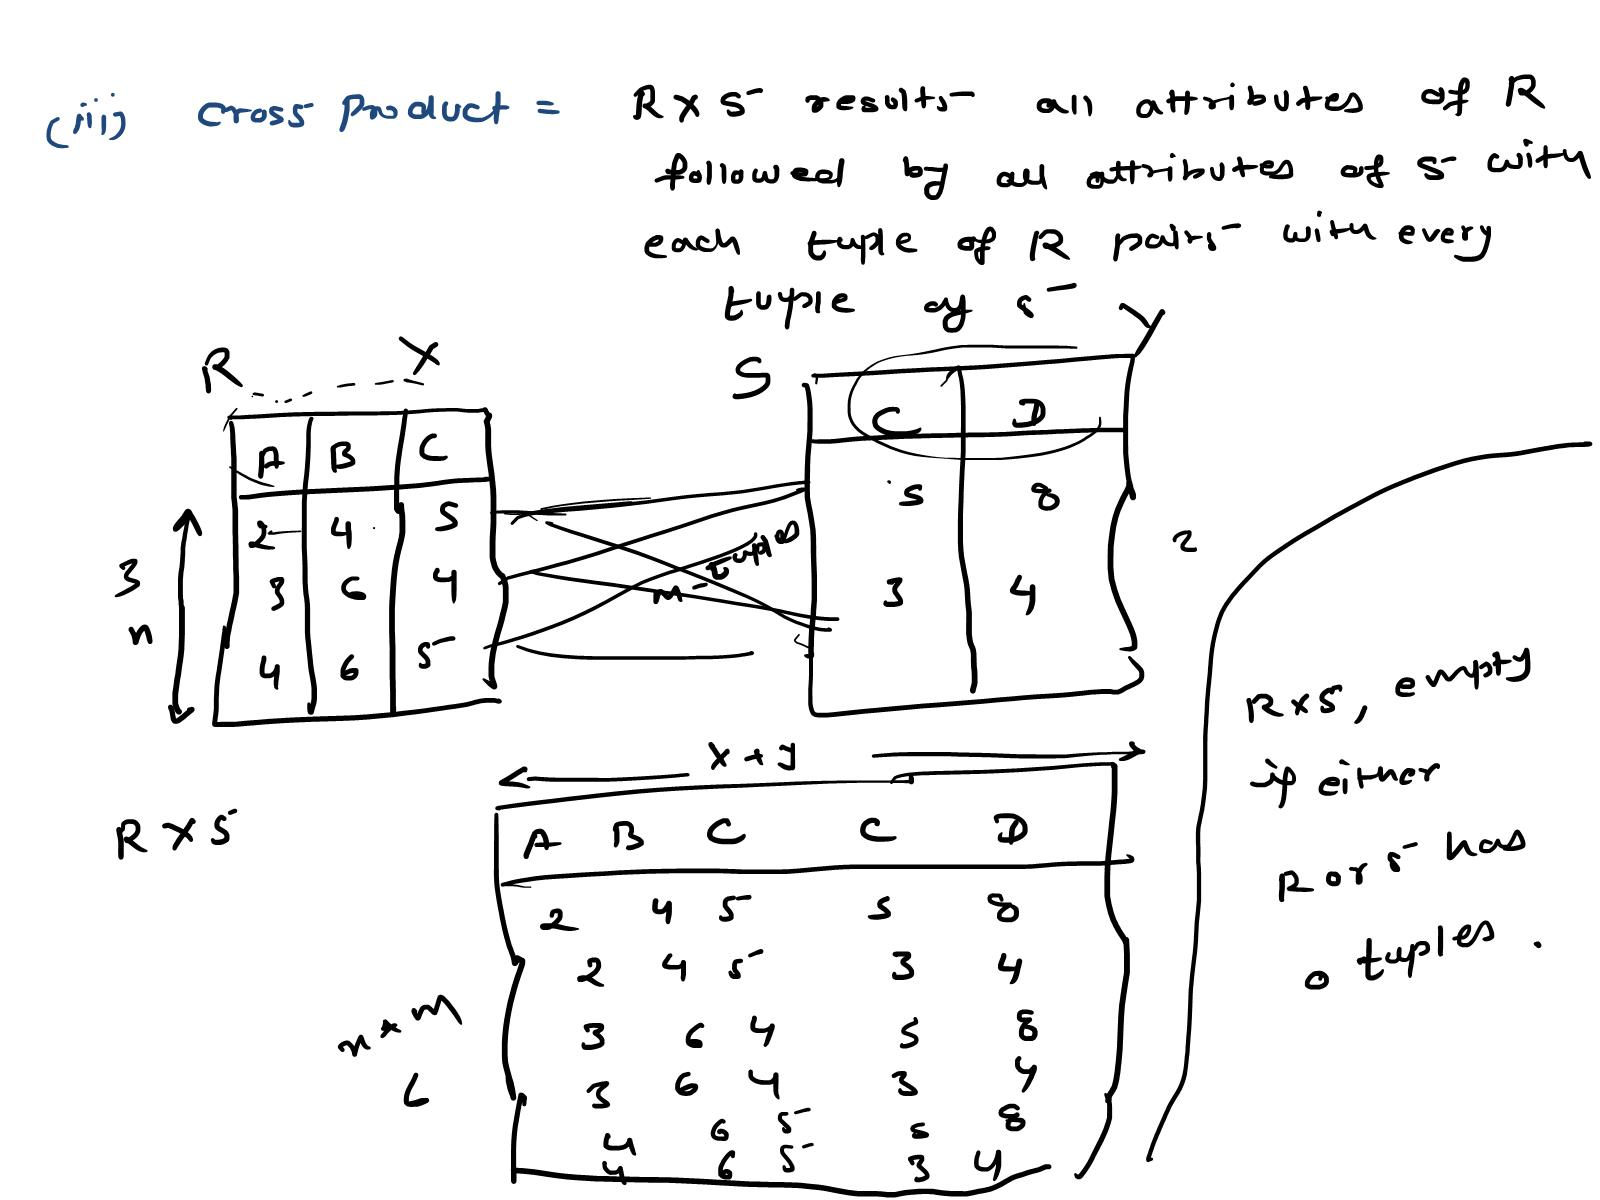 (iii) Cross product = R X S results all attributes of R
followed by all attributes of S with
each tuple of R pairs with every
tuple of S
R X
S Y
A B C
2 4 5
3 6 4
4 6 5
3
n
m-tuples
C D
5 8
3 4
2
R X S
X + Y
A B C C D
2 4 5 5 8
2 4 5 3 4
3 6 4 5 8
3 6 4 3 4
4 6 5 5 8
4 6 5 3 4
n * m
6
R x S, empty
if either
R or S has
0 tuples.